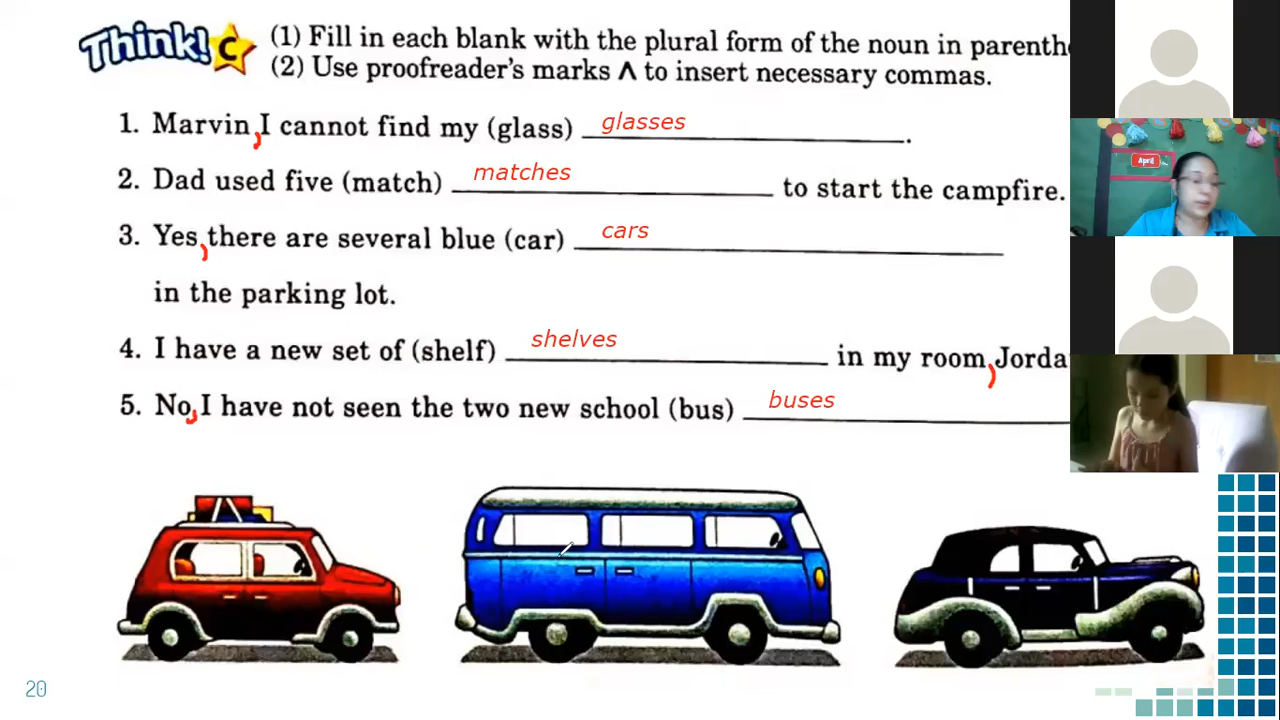 Think! C (1) Fill in each blank with the plural form of the noun in
(2) Use proofreader's marks ∧ to insert necessary commas.
1. Marvin, I cannot find my (glass) glasses.
2. Dad used five (match) matches to start the campfire.
3. Yes, there are several blue (car) cars
in the parking lot.
4. I have a new set of (shelf) shelves in my room,
5. No, I have not seen the two new school (bus) buses
April
20